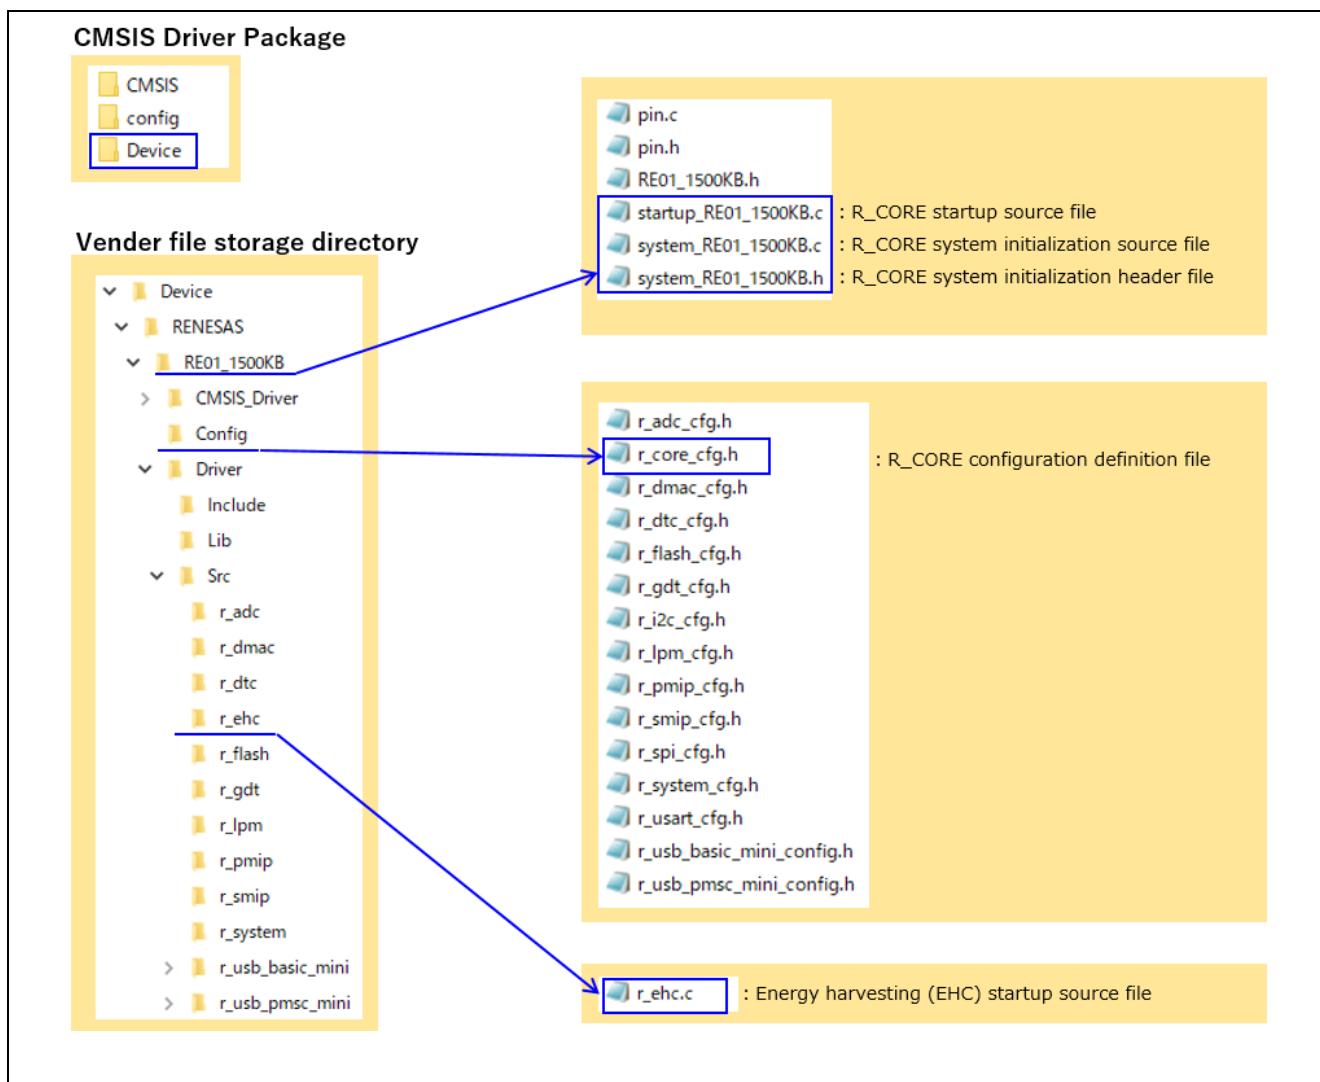 CMSIS Driver Package
CMSIS
config
Device
Vender file storage directory
Device
RENESAS
RE01_1500KB
CMSIS_Driver
Config
Driver
Include
Lib
Src
r_adc
r_dmac
r_dtc
r_ehc
r_flash
r_gdt
r_lpm
r_pmip
r_smip
r_system
r_usb_basic_mini
r_usb_pmsc_mini
pin.c
pin.h
RE01_1500KB.h
startup_RE01_1500KB.c : R_CORE startup source file
system_RE01_1500KB.c : R_CORE system initialization source file
system_RE01_1500KB.h : R_CORE system initialization header file
r_adc_cfg.h
r_core_cfg.h : R_CORE configuration definition file
r_dmac_cfg.h
r_dtc_cfg.h
r_flash_cfg.h
r_gdt_cfg.h
r_i2c_cfg.h
r_lpm_cfg.h
r_pmip_cfg.h
r_smip_cfg.h
r_spi_cfg.h
r_system_cfg.h
r_usart_cfg.h
r_usb_basic_mini_config.h
r_usb_pmsc_mini_config.h
r_ehc.c : Energy harvesting (EHC) startup source file